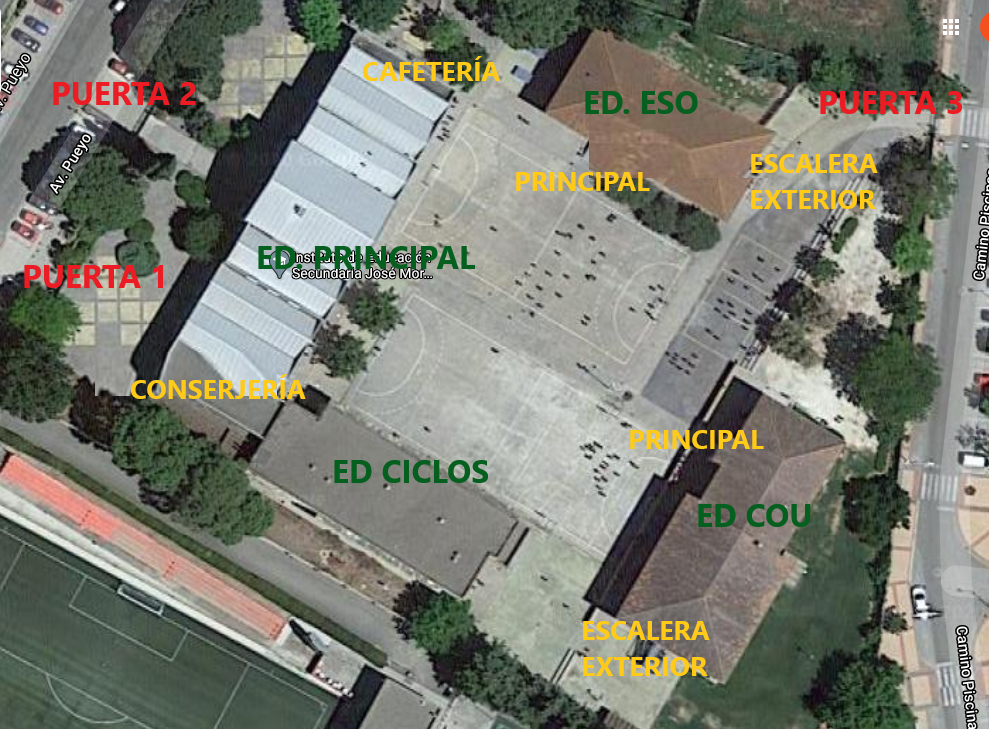 CAFETERÍA
PUERTA 2
ED. ESO
PUERTA 3
Av. Pueyo
Av. Pueyo
ESCALERA
EXTERIOR
PRINCIPAL
ED. PRINCIPAL
Secundaria José Mor...
PUERTA 1
Camino Piscinas
CONSERJERÍA
PRINCIPAL
ED CICLOS
ED COU
ESCALERA
EXTERIOR
Camino Piscina